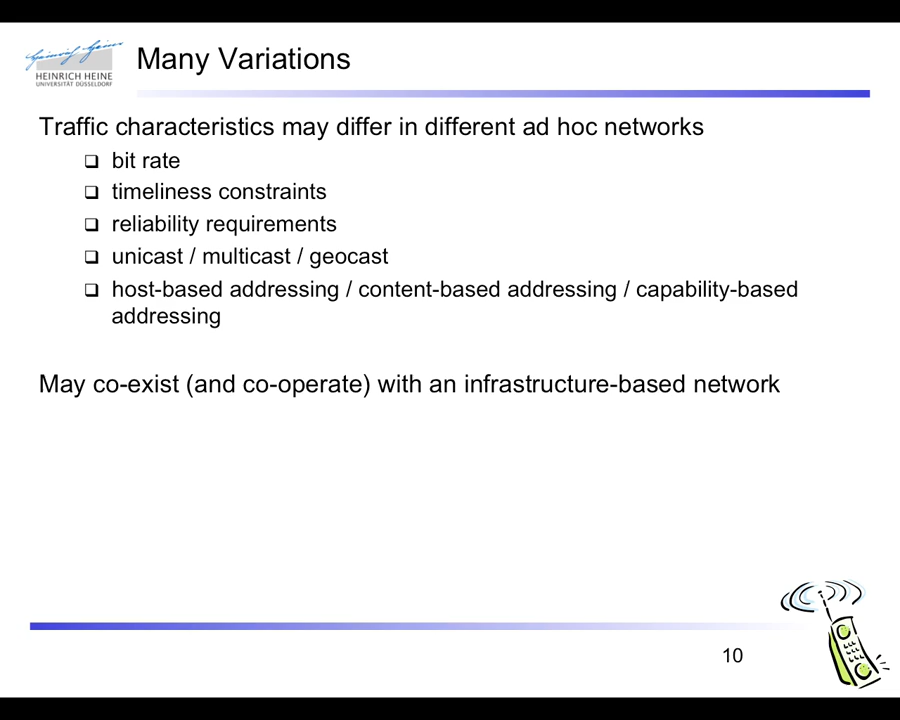 Many Variations
HEINRICH HEINE
UNIVERSITÄT DÜSSELDORF
Traffic characteristics may differ in different ad hoc networks
❑ bit rate
❑ timeliness constraints
❑ reliability requirements
❑ unicast / multicast / geocast
❑ host-based addressing / content-based addressing / capability-based
addressing
May co-exist (and co-operate) with an infrastructure-based network
10